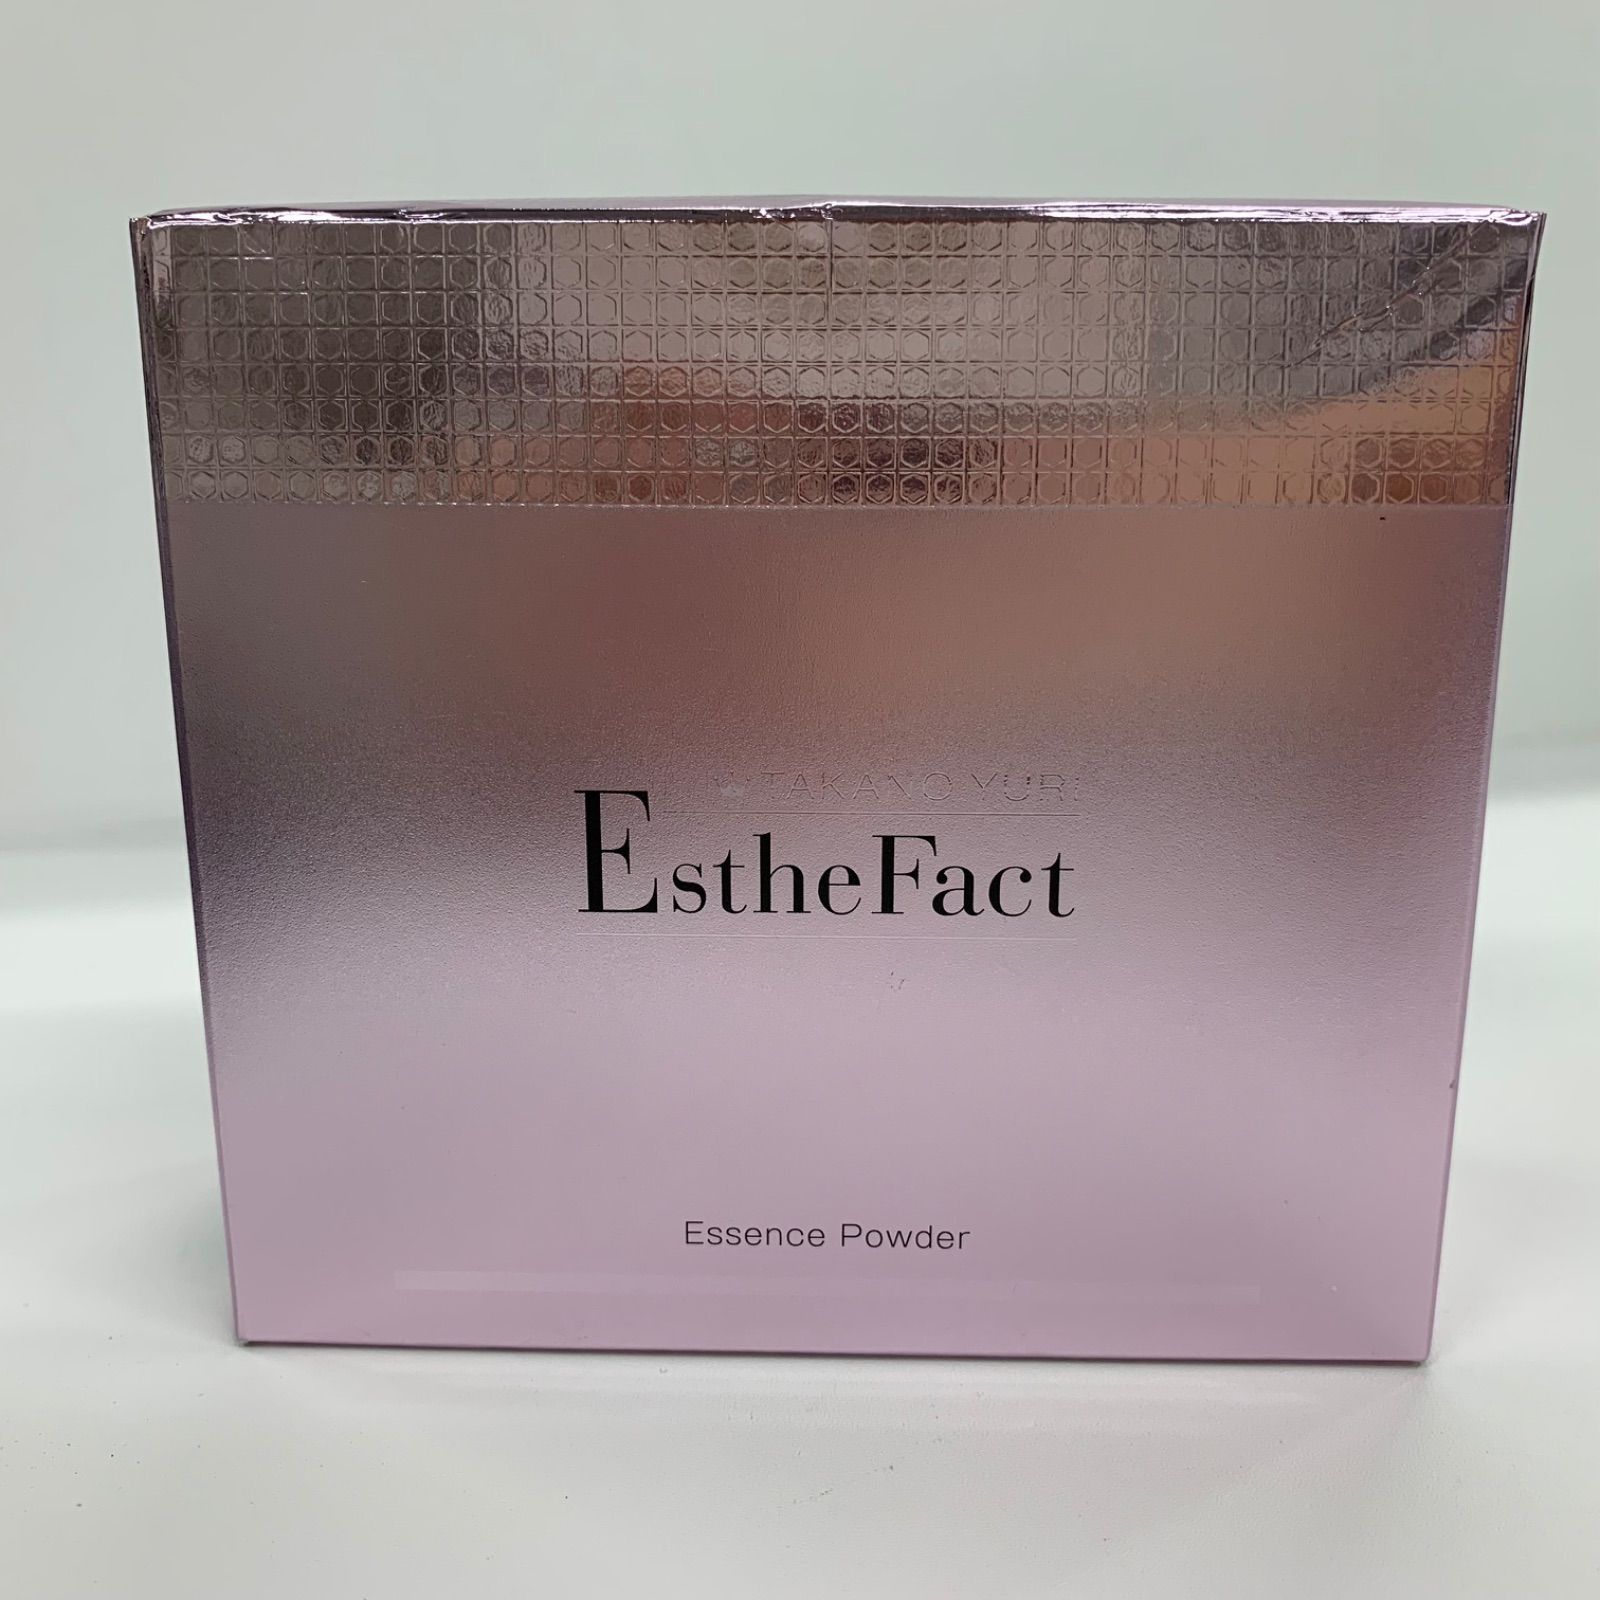 TAKANO YURI
EstheFact
Essence Powder